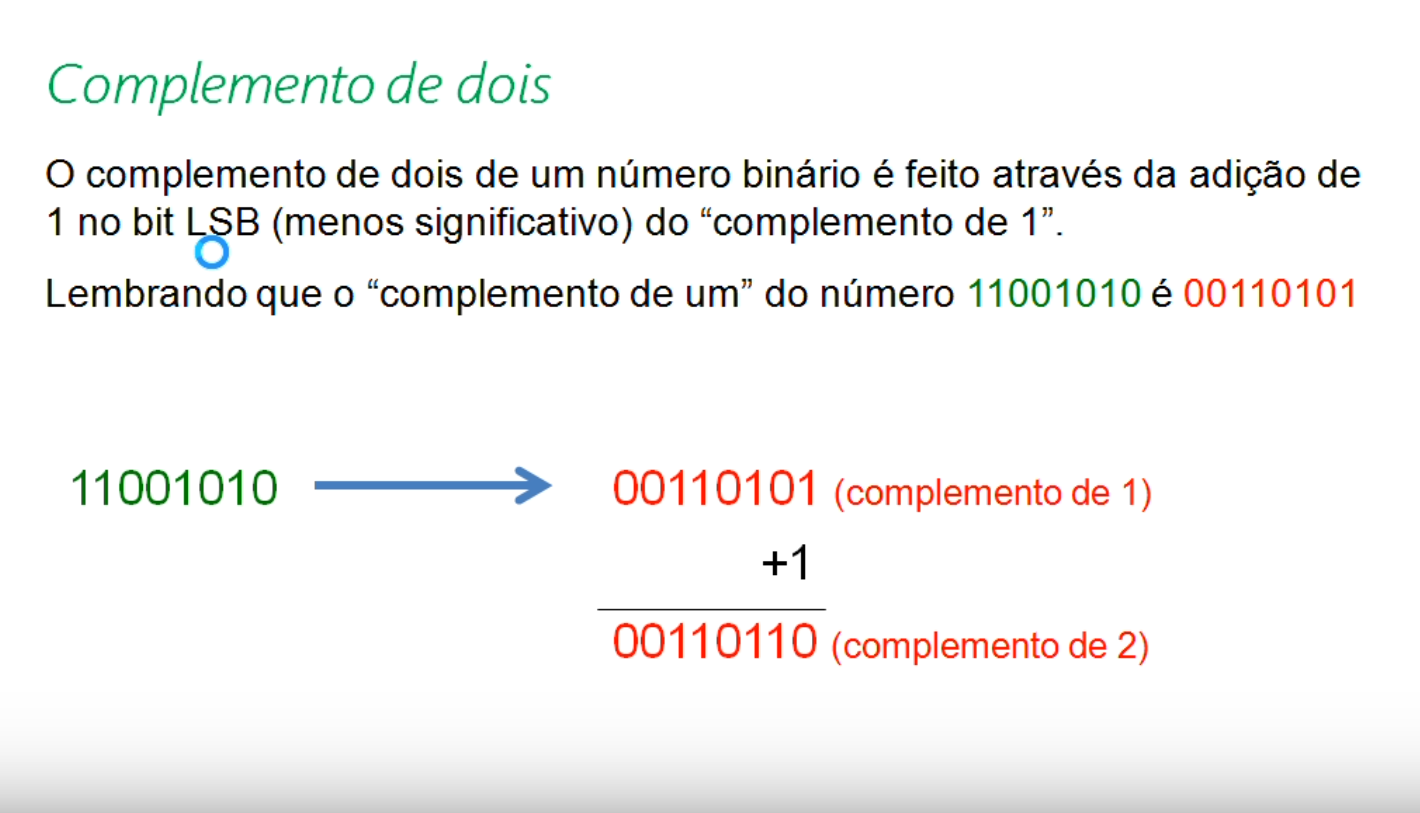 Complemento de dois
O complemento de dois de um número binário é feito através da adição de
1 no bit LSB (menos significativo) do “complemento de 1”.
Lembrando que o “complemento de um” do número 11001010 é 00110101
11001010 00110101 (complemento de 1)
+1
00110110 (complemento de 2)